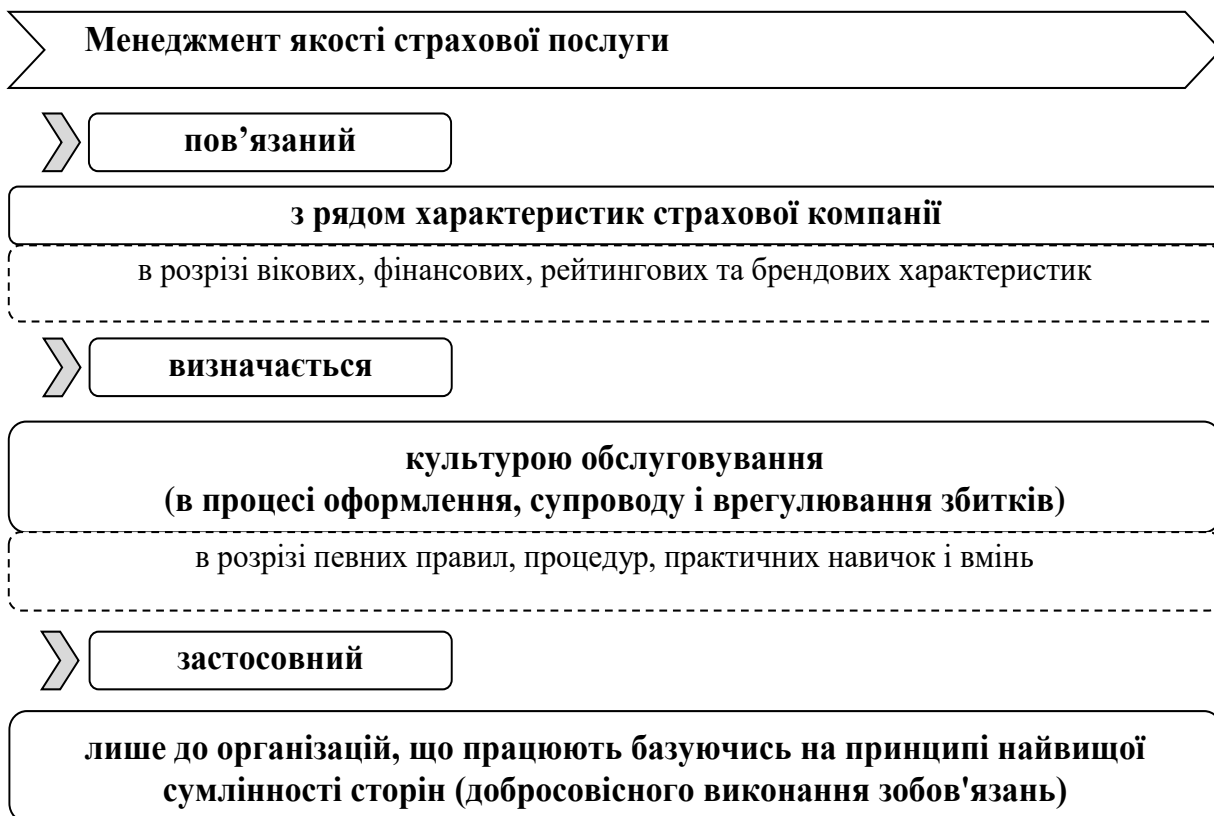 Менеджмент якості страхової послуги
пов’язаний
з рядом характеристик страхової компанії
в розрізі вікових, фінансових, рейтингових та брендових характеристик
визначається
культурою обслуговування
(в процесі оформлення, супроводу і врегулювання збитків)
в розрізі певних правил, процедур, практичних навичок і вмінь
застосовний
лише до організацій, що працюють базуючись на принципі найвищої
сумлінності сторін (добросовісного виконання зобов'язань)